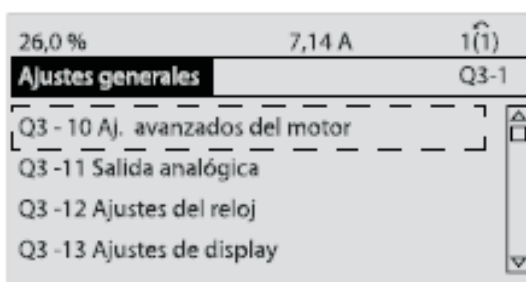 26,0 % 7,14 A 1(1)
Ajustes generales Q3-1
Q3 - 10 Aj. avanzados del motor
Q3 -11 Salida analógica
Q3 -12 Ajustes del reloj
Q3 -13 Ajustes de display